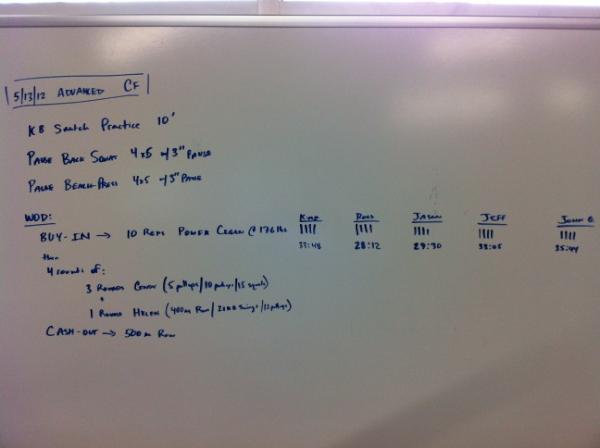 5/13/12 ADVANCED CF
KB Snatch Practice 10'
PAUSE BACK SQUAT 4x5 w/3" PAUSE
PAUSE BENCH-PRESS 4x5 w/3" PAUSE
WOD:
BUY-IN → 10 REPS POWER CLEAN @ 176 lbs
then
4 rounds of:
3 ROUNDS CINDY (5 pullups/10 pushups/15 squats)
+
1 ROUND HELEN (400m Run/21 KB Swings/12 pullups)
CASH-OUT → 500m Row
IIII 33:48
ROSS IIII 28:12
JASON IIII 29:30
JEFF IIII 33:05
JOHN G. IIII 35:44